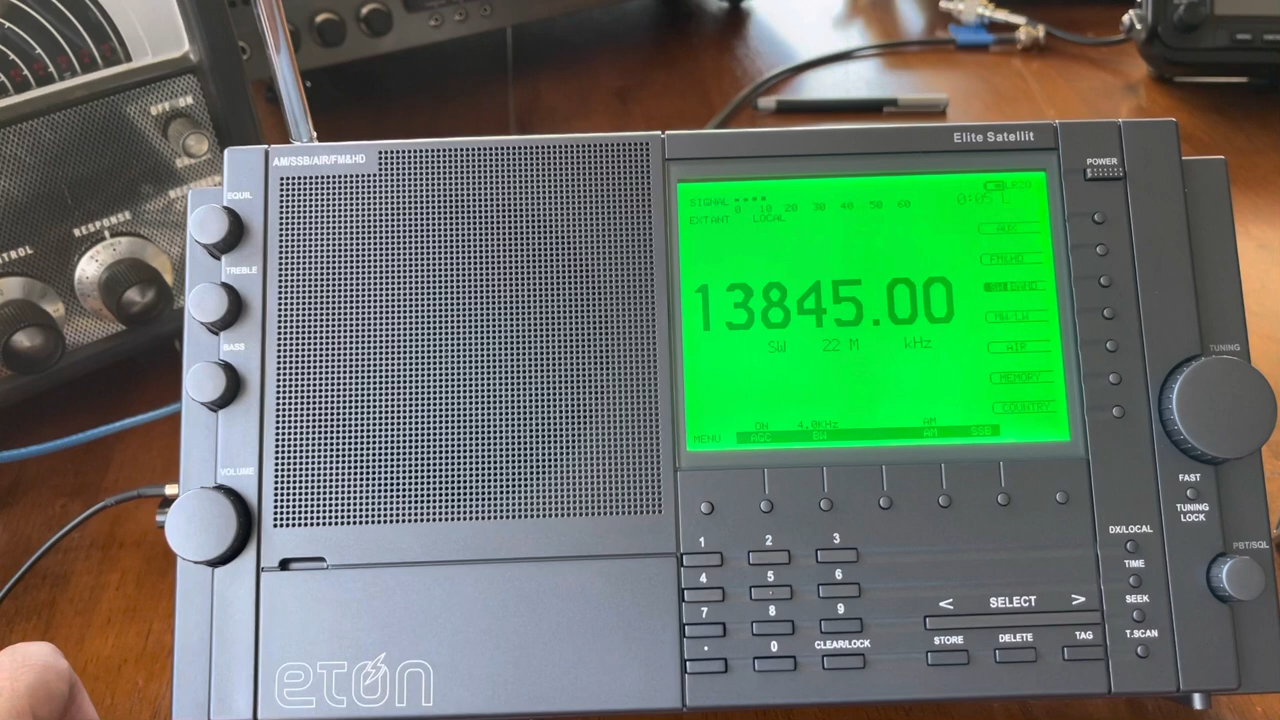 OFF ON
RESPONSE
AM/SSB/AIR/FM&HD
Elite Satellit
EQUIL
TREBLE
BASS
VOLUME
POWER
SIGNAL
0 10 20 30 40 50 60
EXTANT LOCAL
0:05 L
AUX
FM&HD
SW BAND
MW/LW
AIR
MEMORY
COUNTRY
13845.00
SW 22 M kHz
ON 4.0KHz AM
MENU AGC BW AM SSB
TUNING
FAST
TUNING
LOCK
PBT/SQL
DX/LOCAL
TIME
SEEK
T.SCAN
1 2 3
4 5 6
7 8 9
. 0 CLEAR/LOCK
< SELECT >
STORE DELETE TAG
etón